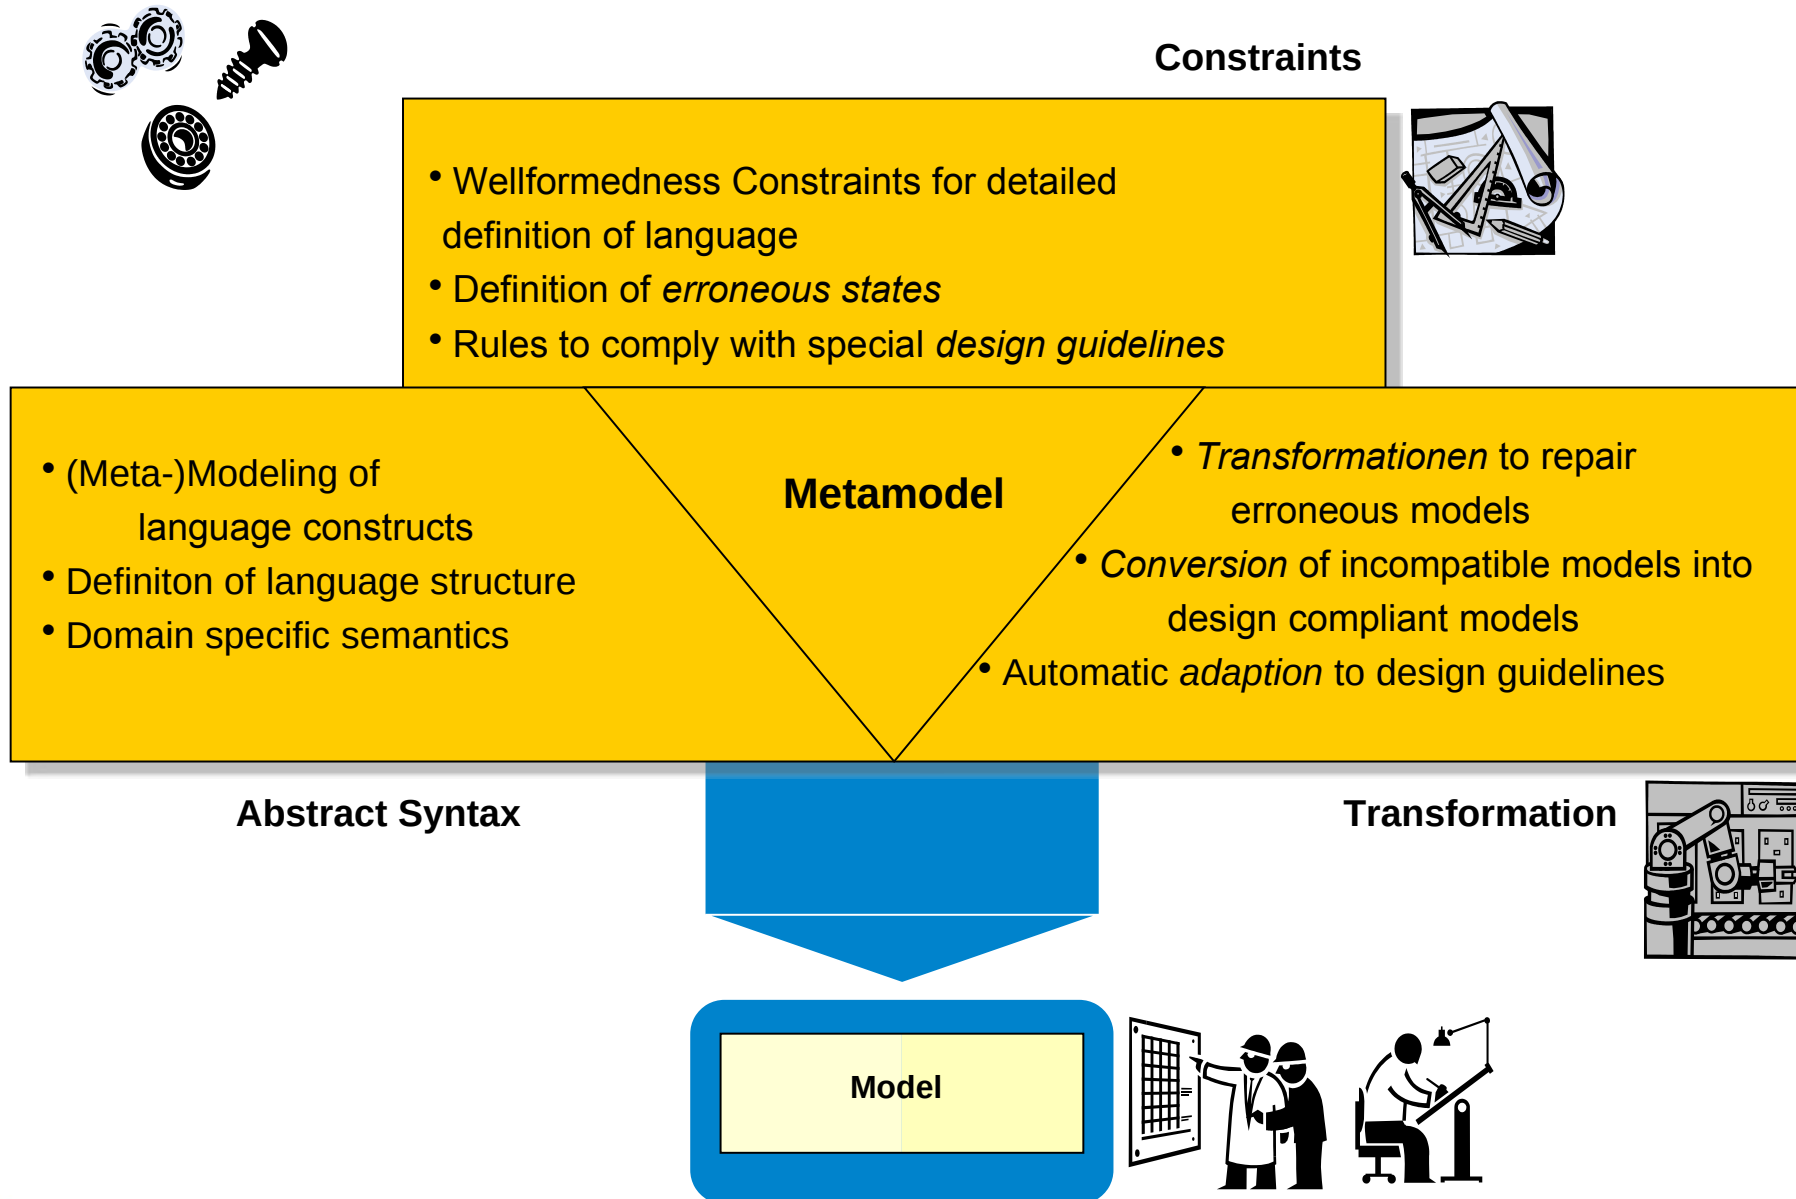 Constraints
• Wellformedness Constraints for detailed
definition of language
• Definition of erroneous states
• Rules to comply with special design guidelines
• (Meta-)Modeling of
language constructs
• Definiton of language structure
• Domain specific semantics
Metamodel
• Transformationen to repair
erroneous models
• Conversion of incompatible models into
design compliant models
• Automatic adaption to design guidelines
Abstract Syntax
Transformation
Model